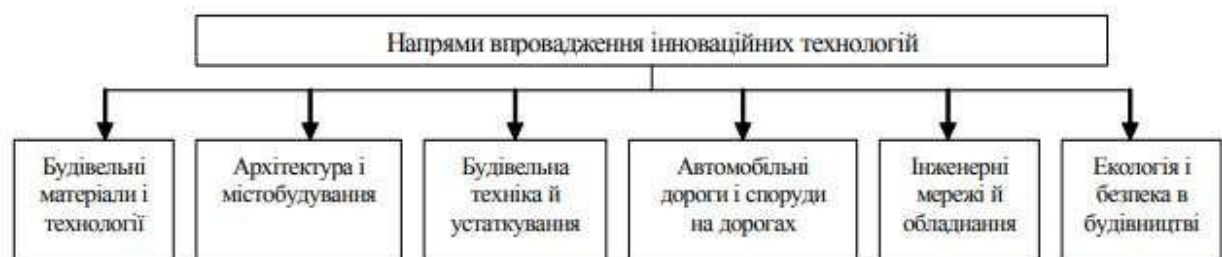 Напрями впровадження інноваційних технологій
Будівельні
матеріали і
технології
Архітектура і
містобудування
Будівельна
техніка й
устаткування
Автомобільні
дороги і споруди
на дорогах
Інженерні
мережі й
обладнання
Екологія і
безпека в
будівництві